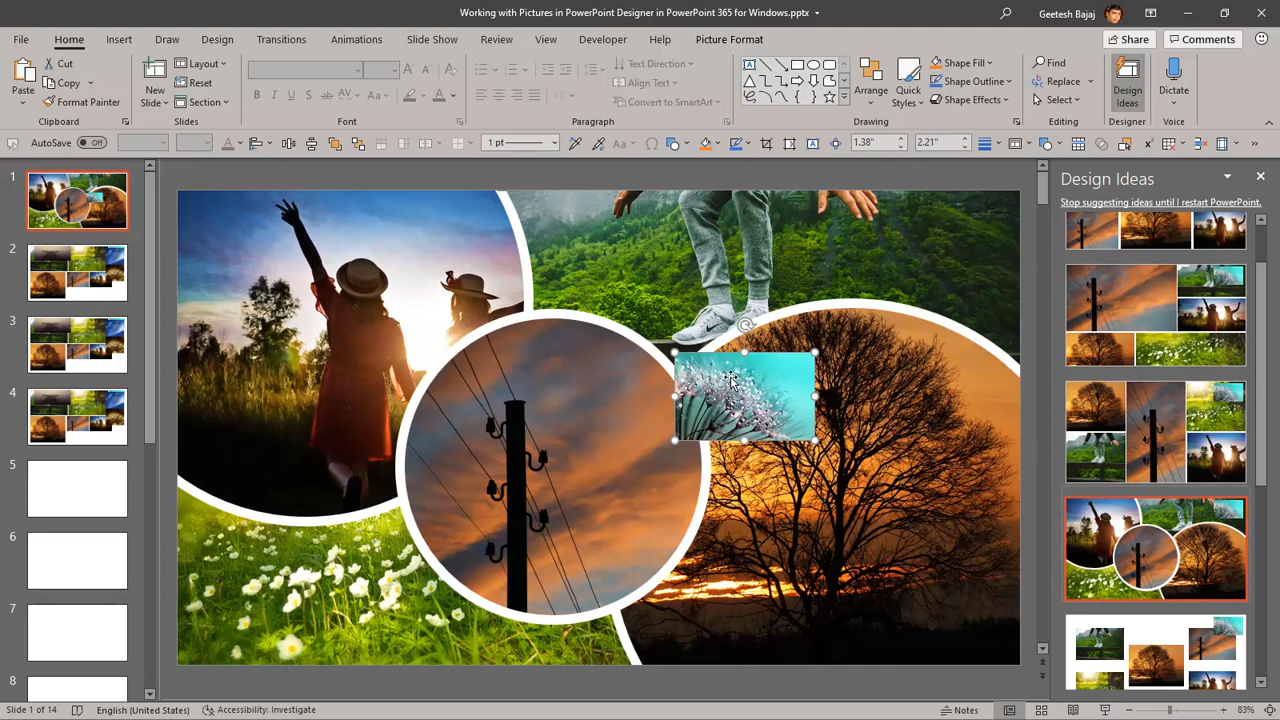 Working with Pictures in PowerPoint Designer in PowerPoint 365 for Windows.pptx
Geetesh Bajaj
File Home Insert Draw Design Transitions Animations Slide Show Review View Developer Help Picture Format Share Comments
Paste
Cut
Copy
Format Painter
Clipboard
New
Slide
Layout
Reset
Section
Slides
B I U S ab AV Aa A
Font
Text Direction
Align Text
Convert to SmartArt
Paragraph
Arrange
Quick
Styles
Shape Fill
Shape Outline
Shape Effects
Drawing
Find
Replace
Select
Editing
Design
Ideas
Designer
Dictate
Voice
AutoSave Off
1 pt
1.38"
2.21"
1
2
3
4
5
6
7
8
Design Ideas
Stop suggesting ideas until I restart PowerPoint.
Slide 1 of 14 English (United States) Accessibility: Investigate Notes 83%